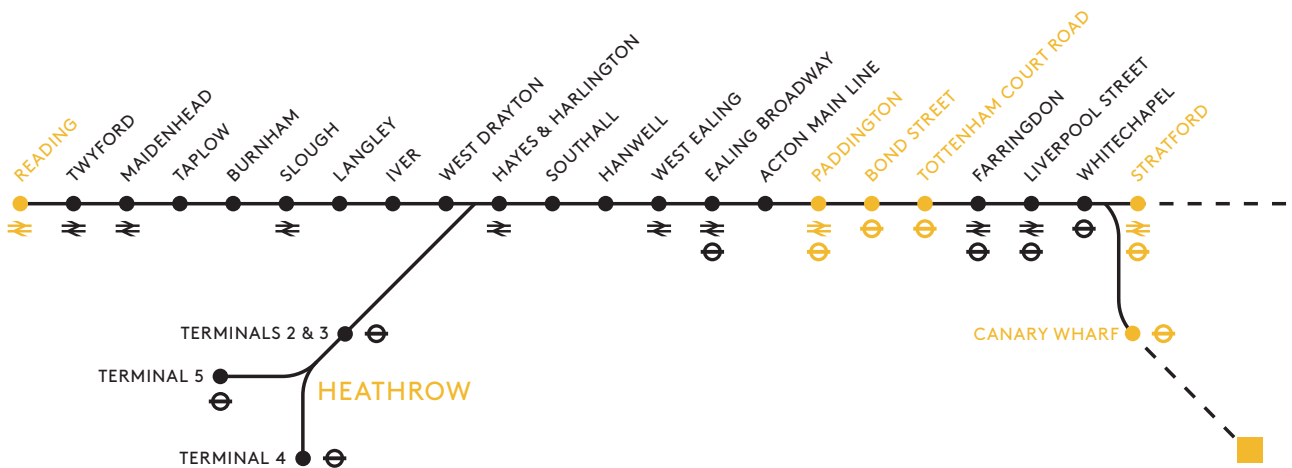 READING
TWYFORD
MAIDENHEAD
TAPLOW
BURNHAM
SLOUGH
LANGLEY
IVER
WEST DRAYTON
HAYES & HARLINGTON
SOUTHALL
HANWELL
WEST EALING
EALING BROADWAY
ACTON MAIN LINE
PADDINGTON
BOND STREET
TOTTENHAM COURT ROAD
FARRINGDON
LIVERPOOL STREET
WHITECHAPEL
STRATFORD
TERMINALS 2 & 3
CANARY WHARF
TERMINAL 5
HEATHROW
TERMINAL 4